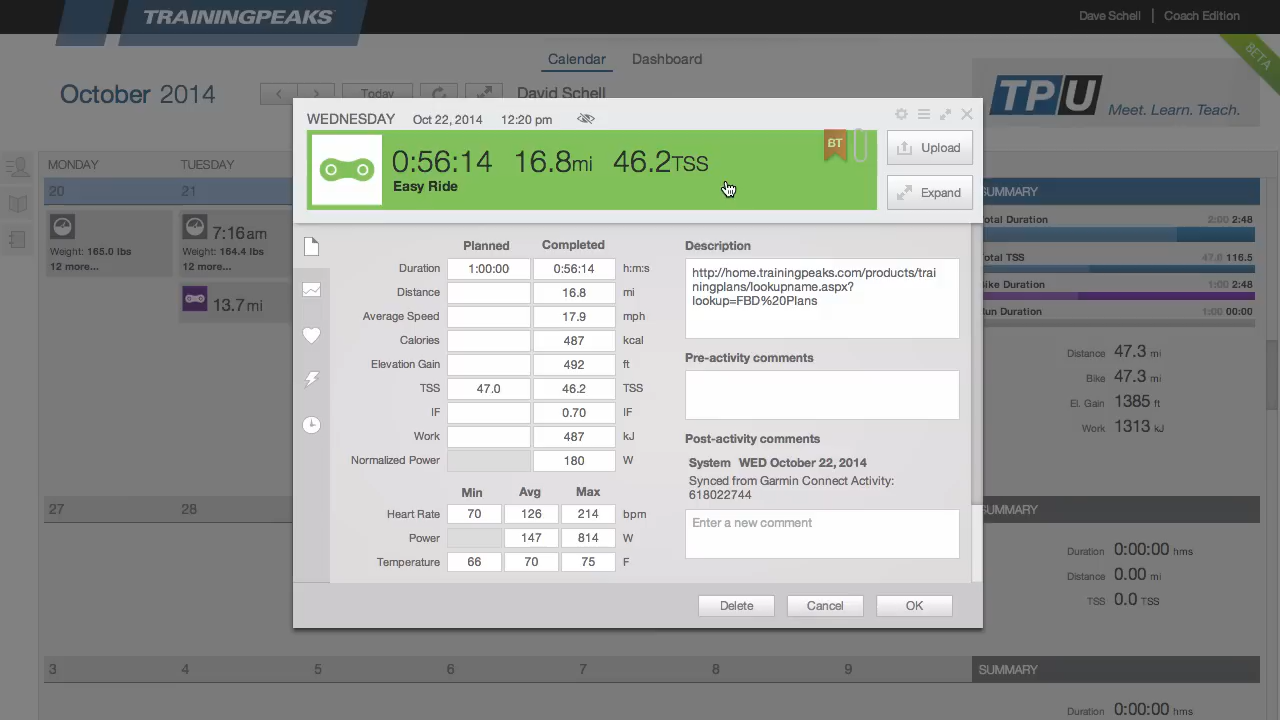 TRAININGPEAKS
Dave Schell | Coach Edition
BETA
Calendar Dashboard
October 2014
Today
David Schell
TPU Meet. Learn. Teach.
MONDAY
TUESDAY
20
21
Weight: 165.0 lbs
12 more...
7:16am
Weight: 164.4 lbs
12 more...
13.7mi
27
28
3
4
5
6
7
8
9
WEDNESDAY Oct 22, 2014 12:20 pm
0:56:14 16.8mi 46.2TSS
Easy Ride
BT
Upload
Expand
Planned Completed
Duration 1:00:00 0:56:14 h:m:s
Distance 16.8 mi
Average Speed 17.9 mph
Calories 487 kcal
Elevation Gain 492 ft
TSS 47.0 46.2 TSS
IF 0.70 IF
Work 487 kJ
Normalized Power 180 W
Min Avg Max
Heart Rate 70 126 214 bpm
Power 147 814 W
Temperature 66 70 75 F
Description
http://home.trainingpeaks.com/products/trai
ningplans/lookupname.aspx?
lookup=FBD%20Plans
Pre-activity comments
Post-activity comments
System WED October 22, 2014
Synced from Garmin Connect Activity:
618022744
Enter a new comment
Delete
Cancel
OK
SUMMARY
otal Duration 2:00 2:48
otal TSS 47.0 116.5
ike Duration 1:00 2:48
un Duration 1:00 00:00
Distance 47.3 mi
Bike 47.3 mi
El. Gain 1385 ft
Work 1313 kJ
SUMMARY
Duration 0:00:00 hms
Distance 0.00 mi
TSS 0.0 TSS
SUMMARY
Duration 0:00:00 hms